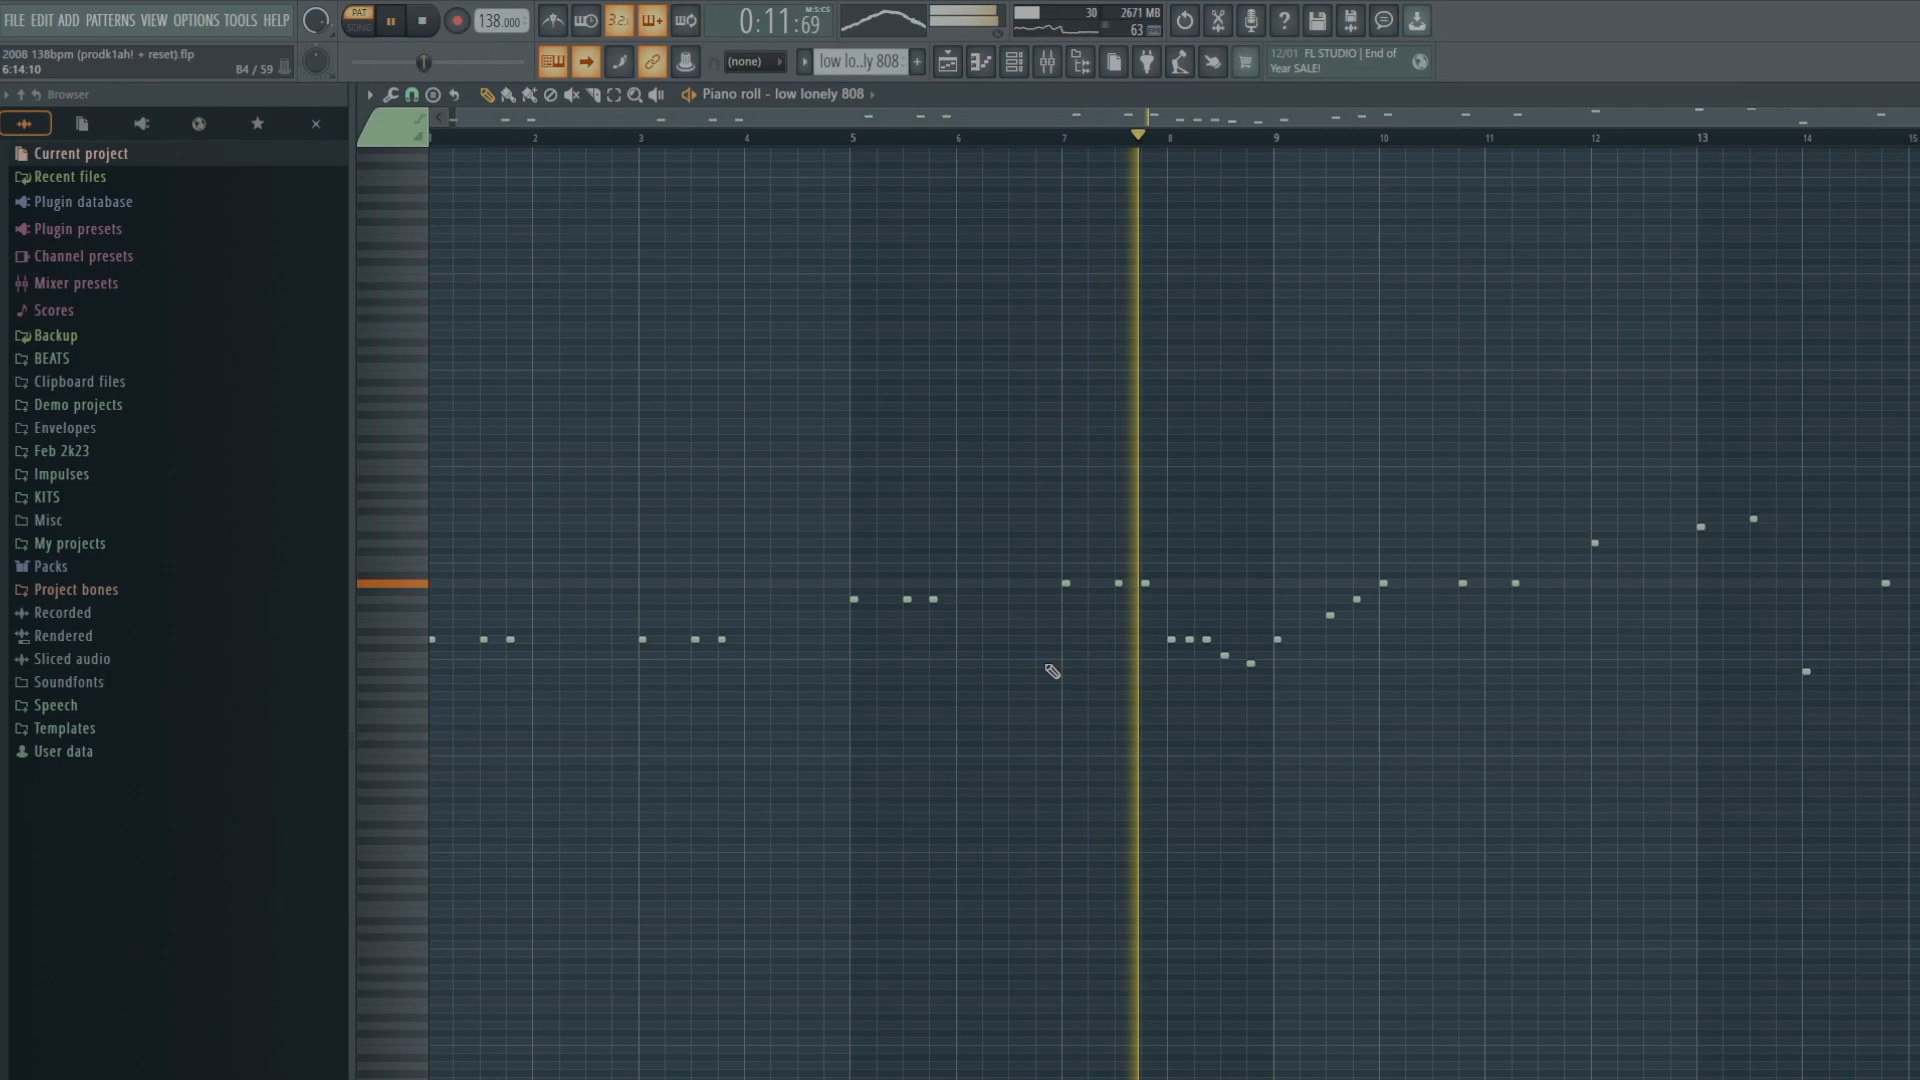 FILE EDIT ADD PATTERNS VIEW OPTIONS TOOLS HELP
PAT
SONG
138.000
3.2.
0:11:69
M:S:CS
30
2671 MB
63
2008 138bpm (prodk1ah! + reset).flp
6:14:10
B4 / 59
(none)
low lo..ly 808
+
12/01 FL STUDIO | End of
Year SALE!
Browser
Piano roll - low lonely 808
2 3 4 5 6 7 8 9 10 11 12 13 14 15
Current project
Recent files
Plugin database
Plugin presets
Channel presets
Mixer presets
Scores
Backup
BEATS
Clipboard files
Demo projects
Envelopes
Feb 2k23
Impulses
KITS
Misc
My projects
Packs
Project bones
Recorded
Rendered
Sliced audio
Soundfonts
Speech
Templates
User data